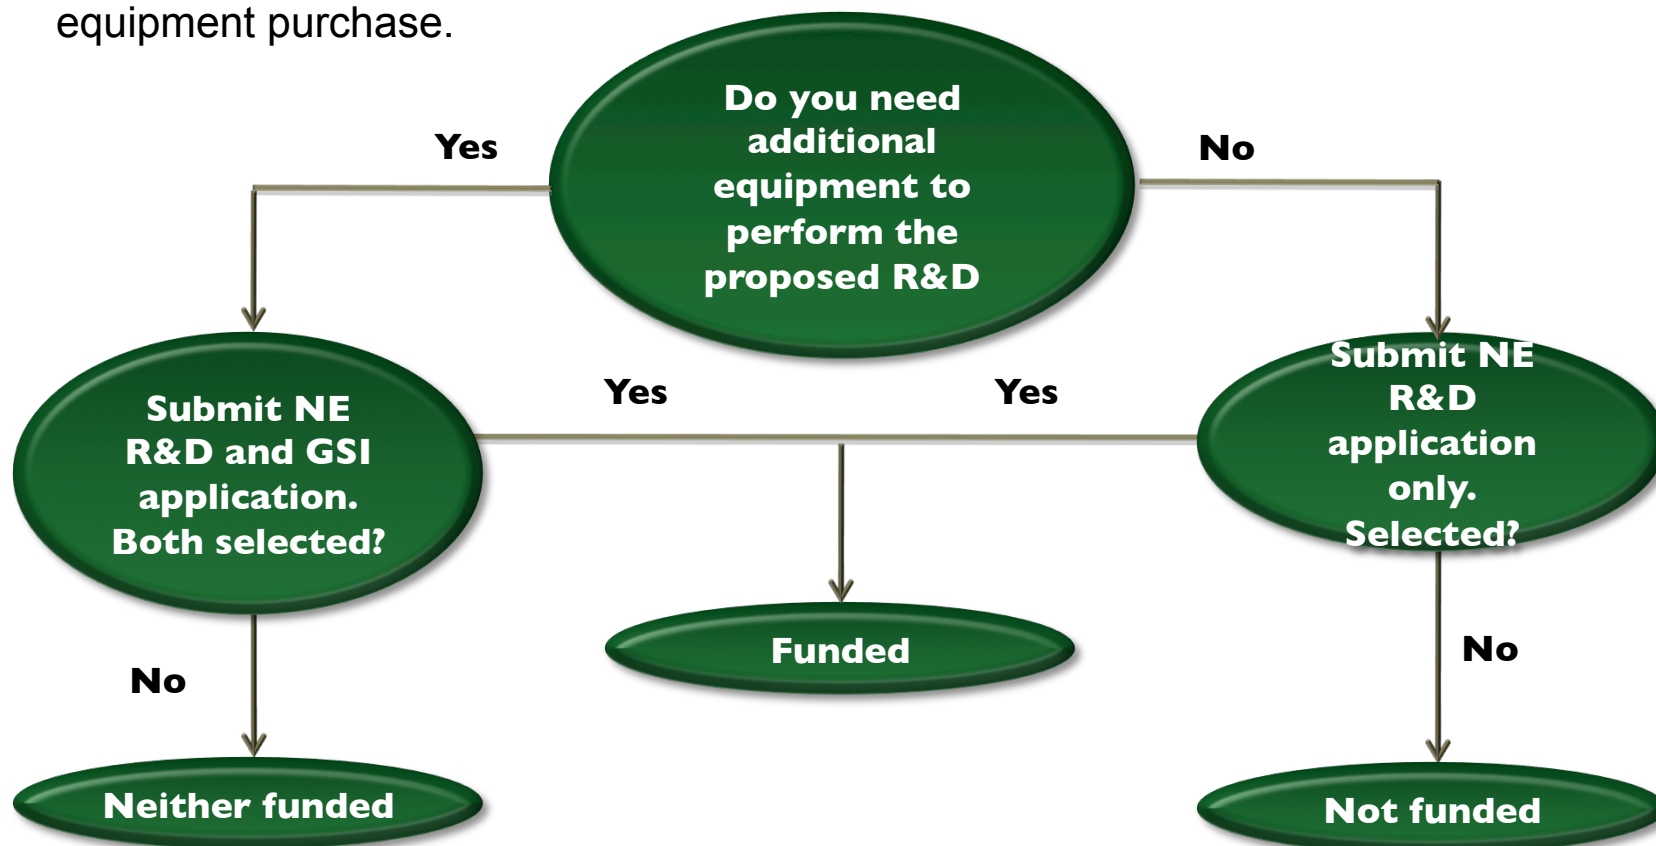 equipment purchase.
Do you need
additional
equipment to
perform the
proposed R&D
Yes
No
Submit NE
R&D and GSI
application.
Both selected?
Yes
Yes
Submit NE
R&D
application
only.
Selected?
Funded
No
No
Neither funded
Not funded